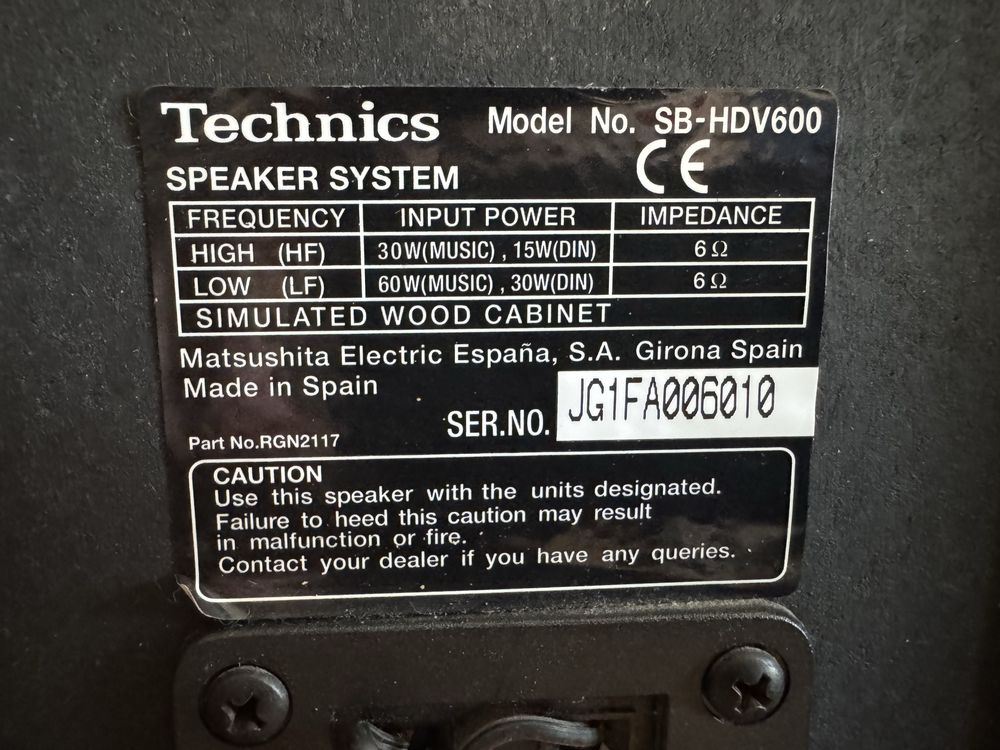 Technics Model No. SB-HDV600
SPEAKER SYSTEM CE
FREQUENCY INPUT POWER IMPEDANCE
HIGH (HF) 30W(MUSIC) , 15W(DIN) 6Ω
LOW (LF) 60W(MUSIC) , 30W(DIN) 6Ω
SIMULATED WOOD CABINET
Matsushita Electric España, S.A. Girona Spain
Made in Spain
SER.NO. JG1FA006010
Part No.RGN2117
CAUTION
Use this speaker with the units designated.
Failure to heed this caution may result
in malfunction or fire.
Contact your dealer if you have any queries.